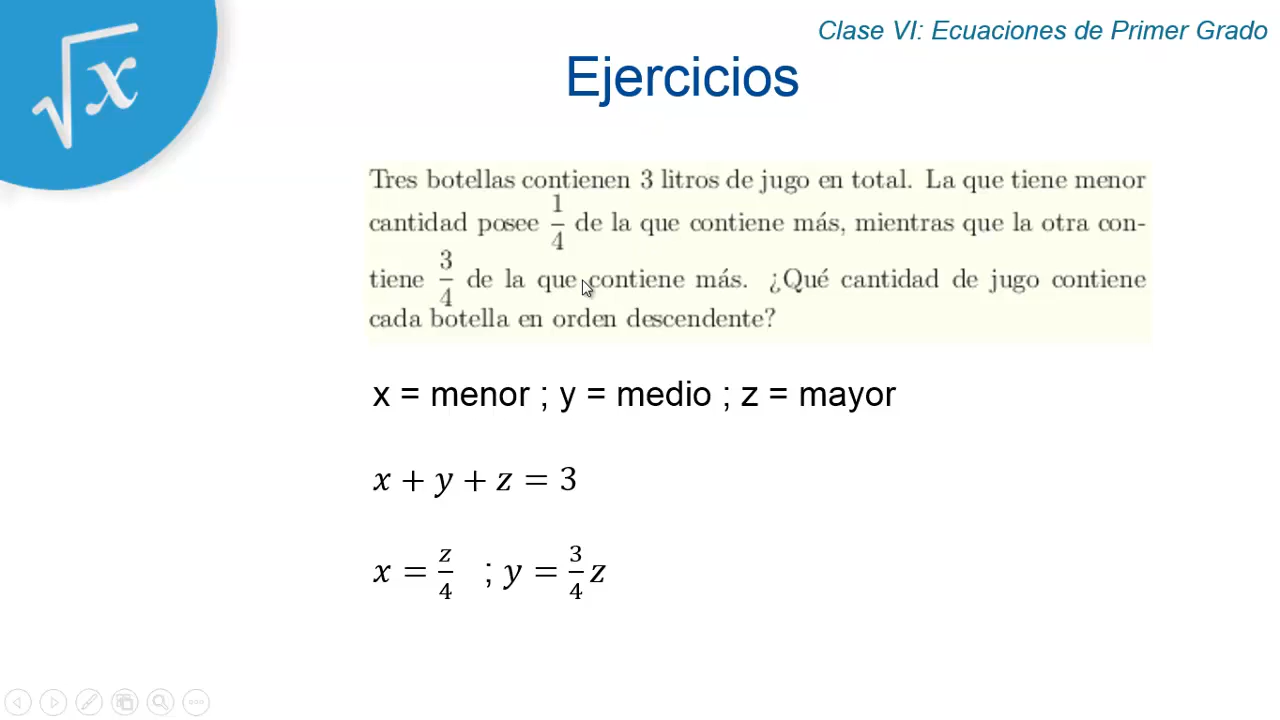 Clase VI: Ecuaciones de Primer Grado
√x
Ejercicios
Tres botellas contienen 3 litros de jugo en total. La que tiene menor
cantidad posee 1/4 de la que contiene más, mientras que la otra con-
tiene 3/4 de la que contiene más. ¿Qué cantidad de jugo contiene
cada botella en orden descendente?
x = menor ; y = medio ; z = mayor
x + y + z = 3
x = z/4 ; y = 3/4 z